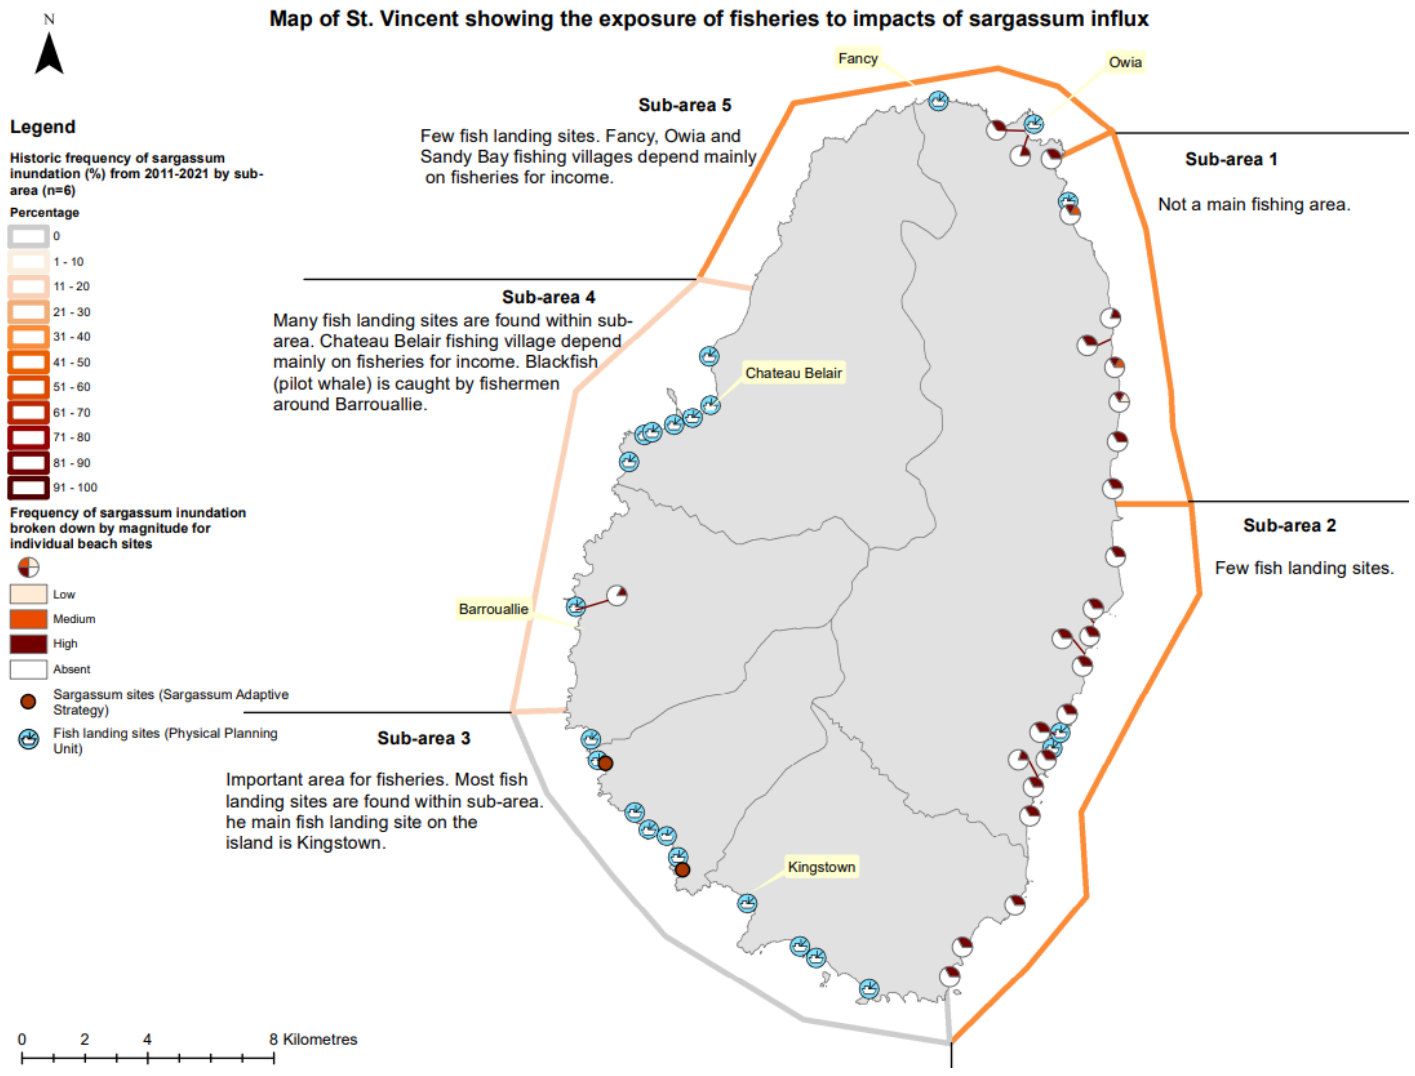 Map of St. Vincent showing the exposure of fisheries to impacts of sargassum influx
N
Legend
Historic frequency of sargassum
inundation (%) from 2011-2021 by sub-
area (n=6)
Percentage
0
1 - 10
11 - 20
21 - 30
31 - 40
41 - 50
51 - 60
61 - 70
71 - 80
81 - 90
91 - 100
Frequency of sargassum inundation
broken down by magnitude for
individual beach sites
Low
Medium
High
Absent
Sargassum sites (Sargassum Adaptive
Strategy)
Fish landing sites (Physical Planning
Unit)
Fancy
Owia
Sub-area 5
Few fish landing sites. Fancy, Owia and
Sandy Bay fishing villages depend mainly
on fisheries for income.
Sub-area 1
Not a main fishing area.
Sub-area 4
Many fish landing sites are found within sub-
area. Chateau Belair fishing village depend
mainly on fisheries for income. Blackfish
(pilot whale) is caught by fishermen
around Barrouallie.
Chateau Belair
Sub-area 2
Few fish landing sites.
Barrouallie
Sub-area 3
Important area for fisheries. Most fish
landing sites are found within sub-area.
he main fish landing site on the
island is Kingstown.
Kingstown
0 2 4 8 Kilometres